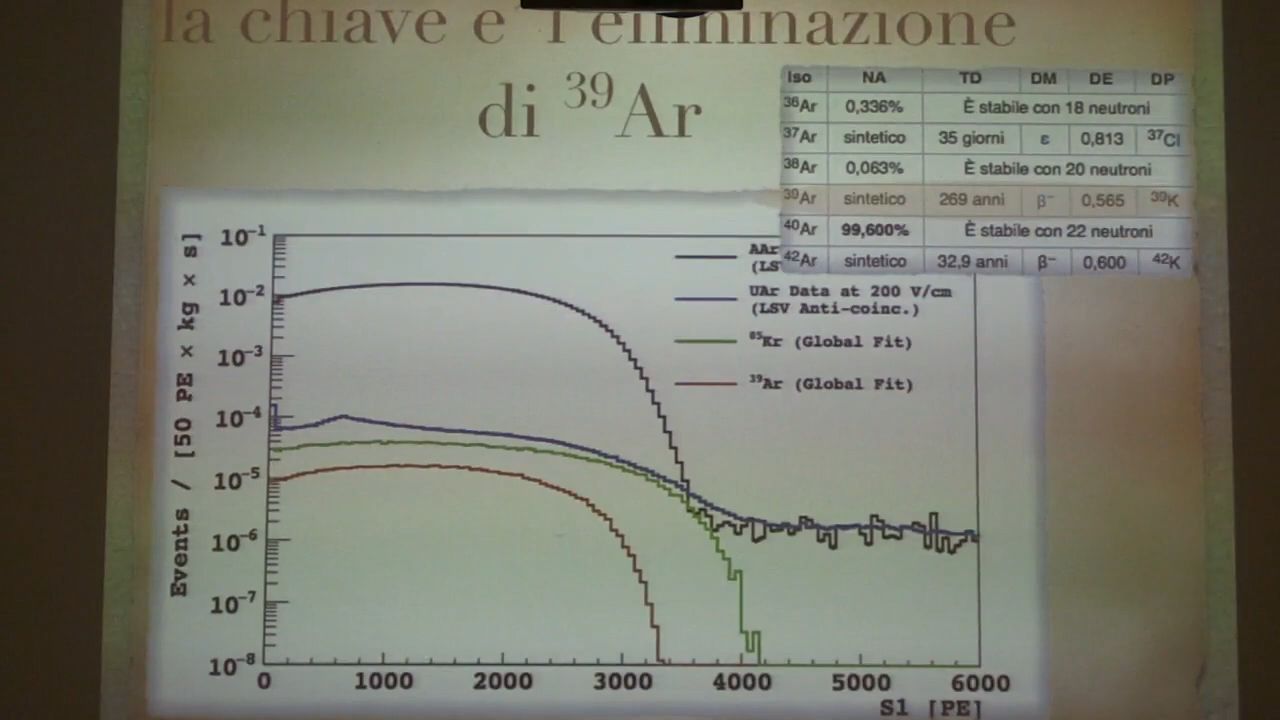 la chiave è l'eliminazione
di ³⁹Ar
Iso NA TD DM DE DP
³⁶Ar 0,336% È stabile con 18 neutroni
³⁷Ar sintetico 35 giorni ε 0,813 ³⁷Cl
³⁸Ar 0,063% È stabile con 20 neutroni
³⁹Ar sintetico 269 anni β⁻ 0,565 ³⁹K
⁴⁰Ar 99,600% È stabile con 22 neutroni
⁴²Ar sintetico 32,9 anni β⁻ 0,600 ⁴²K
AAr
(LSV
UAr Data at 200 V/cm
(LSV Anti-coinc.)
⁸⁵Kr (Global Fit)
³⁹Ar (Global Fit)
Events / [50 PE × kg × s]
10⁻¹
10⁻²
10⁻³
10⁻⁴
10⁻⁵
10⁻⁶
10⁻⁷
10⁻⁸
0 1000 2000 3000 4000 5000 6000
S1 [PE]